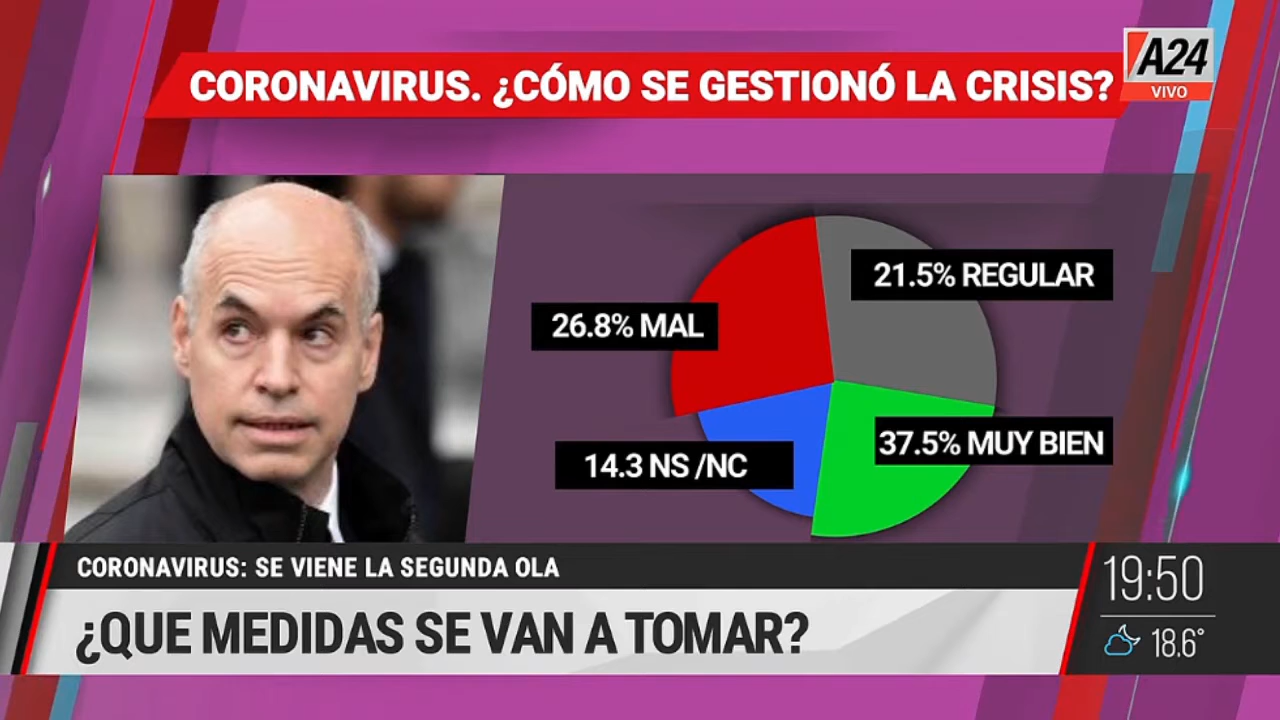 CORONAVIRUS. ¿CÓMO SE GESTIONÓ LA CRISIS?
A24
VIVO
21.5% REGULAR
26.8% MAL
37.5% MUY BIEN
14.3 NS /NC
CORONAVIRUS: SE VIENE LA SEGUNDA OLA
¿QUE MEDIDAS SE VAN A TOMAR?
19:50
18.6°